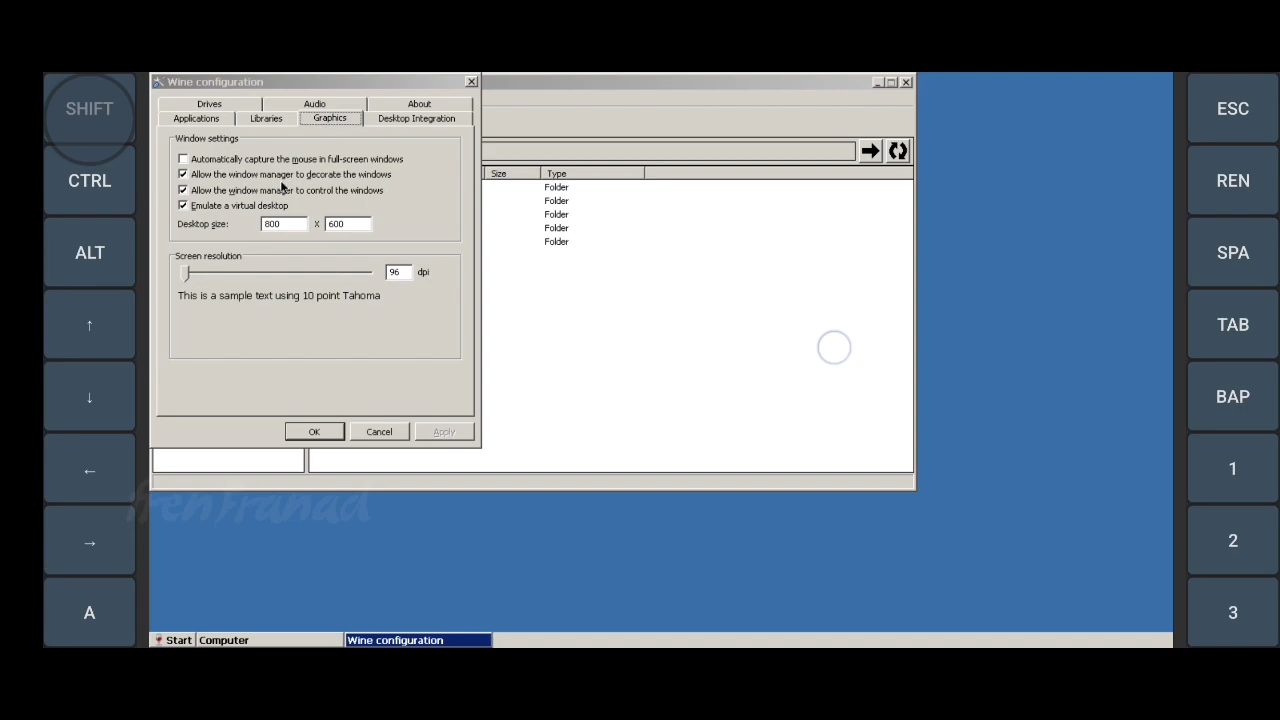 SHIFT
CTRL
ALT
↑
↓
←
→
A
Wine configuration
Drives
Audio
About
Applications
Libraries
Graphics
Desktop Integration
Window settings
Automatically capture the mouse in full-screen windows
Allow the window manager to decorate the windows
Allow the window manager to control the windows
Emulate a virtual desktop
Desktop size:
800
X
600
Screen resolution
96
dpi
This is a sample text using 10 point Tahoma
OK
Cancel
Apply
Size
Type
Folder
Folder
Folder
Folder
Folder
Start
Computer
Wine configuration
ESC
REN
SPA
TAB
BAP
1
2
3